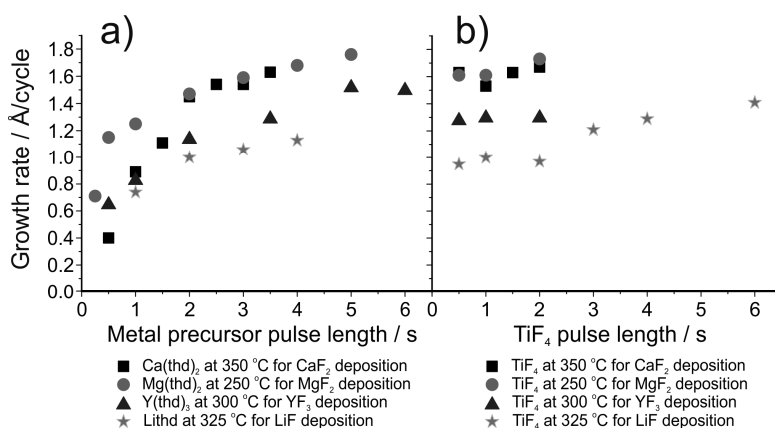 a)
b)
Growth rate / Å/cycle
1.8
1.6
1.4
1.2
1.0
0.8
0.6
0.4
0.2
0.0
0 1 2 3 4 5 6
0 1 2 3 4 5 6
Metal precursor pulse length / s
TiF₄ pulse length / s
Ca(thd)₂ at 350 °C for CaF₂ deposition
Mg(thd)₂ at 250 °C for MgF₂ deposition
Y(thd)₃ at 300 °C for YF₃ deposition
Lithd at 325 °C for LiF deposition
TiF₄ at 350 °C for CaF₂ deposition
TiF₄ at 250 °C for MgF₂ deposition
TiF₄ at 300 °C for YF₃ deposition
TiF₄ at 325 °C for LiF deposition